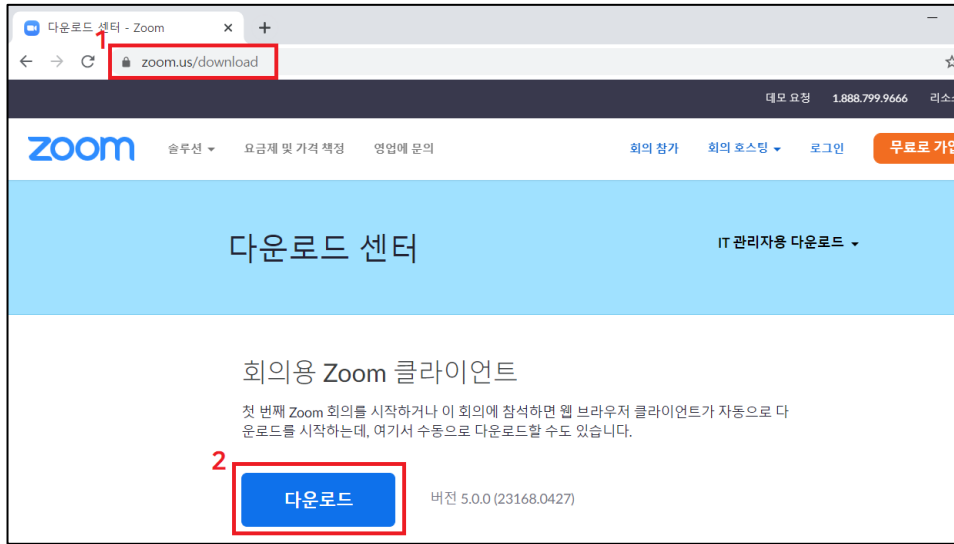 다운로드 센터 - Zoom
1
zoom.us/download
데모 요청 1.888.799.9666 리소
zoom 솔루션 요금제 및 가격 책정 영업에 문의 회의 참가 회의 호스팅 로그인 무료로 가입
다운로드 센터
IT 관리자용 다운로드
회의용 Zoom 클라이언트
첫 번째 Zoom 회의를 시작하거나 이 회의에 참석하면 웹 브라우저 클라이언트가 자동으로 다
운로드를 시작하는데, 여기서 수동으로 다운로드할 수도 있습니다.
2
다운로드 버전 5.0.0 (23168.0427)